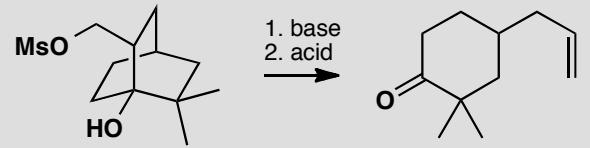 MsO
HO
1. base
2. acid
O